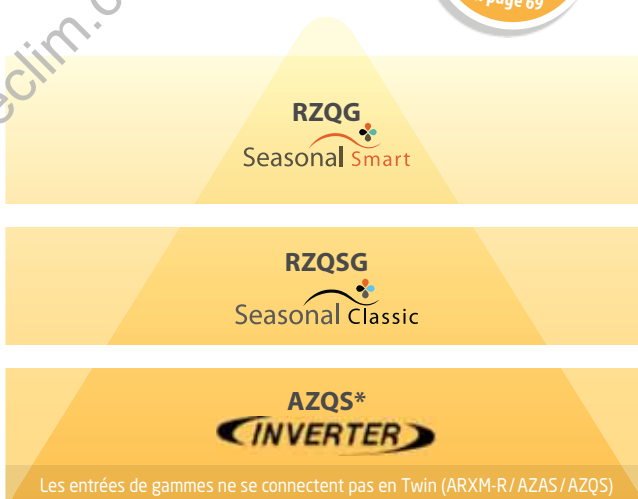 page 69
eclim.c
RZQG
Seasonal Smart
RZQSG
Seasonal Classic
AZQS*
INVERTER
Les entrées de gammes ne se connectent pas en Twin (ARXM-R / AZAS / AZQS)